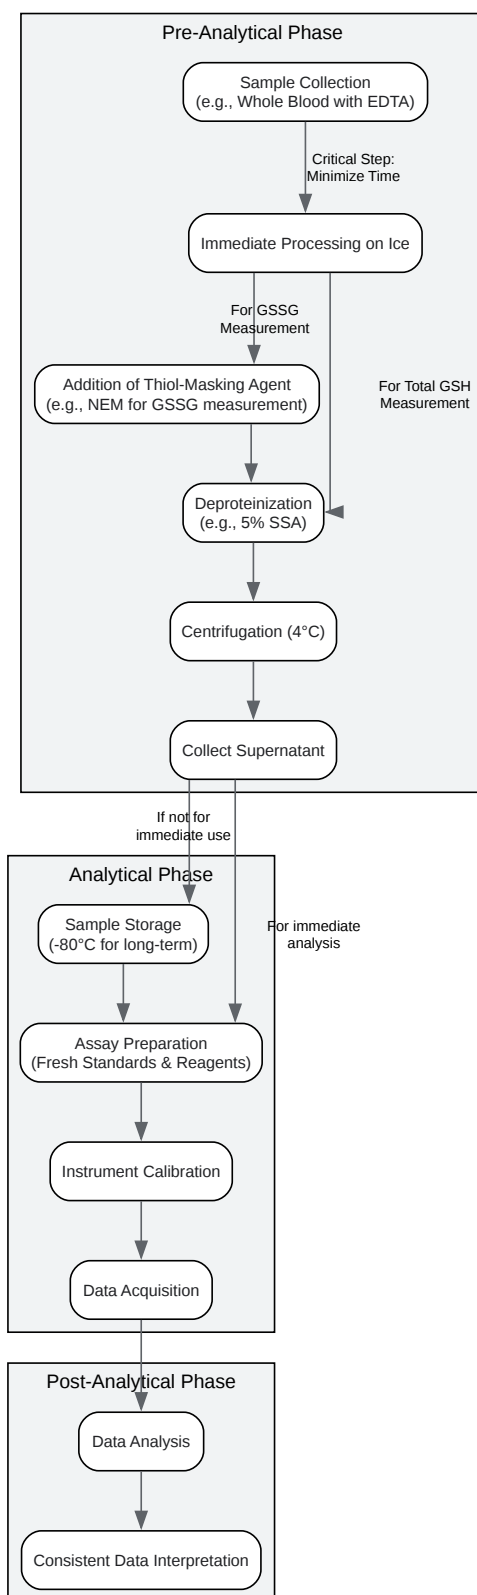 Pre-Analytical Phase
Sample Collection
(e.g., Whole Blood with EDTA)
Critical Step:
Minimize Time
Immediate Processing on Ice
For GSSG
Measurement
Addition of Thiol-Masking Agent
(e.g., NEM for GSSG measurement)
For Total GSH
Measurement
Deproteinization
(e.g., 5% SSA)
Centrifugation (4°C)
Collect Supernatant
If not for
immediate use
Analytical Phase
Sample Storage
(-80°C for long-term)
For immediate
analysis
Assay Preparation
(Fresh Standards & Reagents)
Instrument Calibration
Data Acquisition
Post-Analytical Phase
Data Analysis
Consistent Data Interpretation